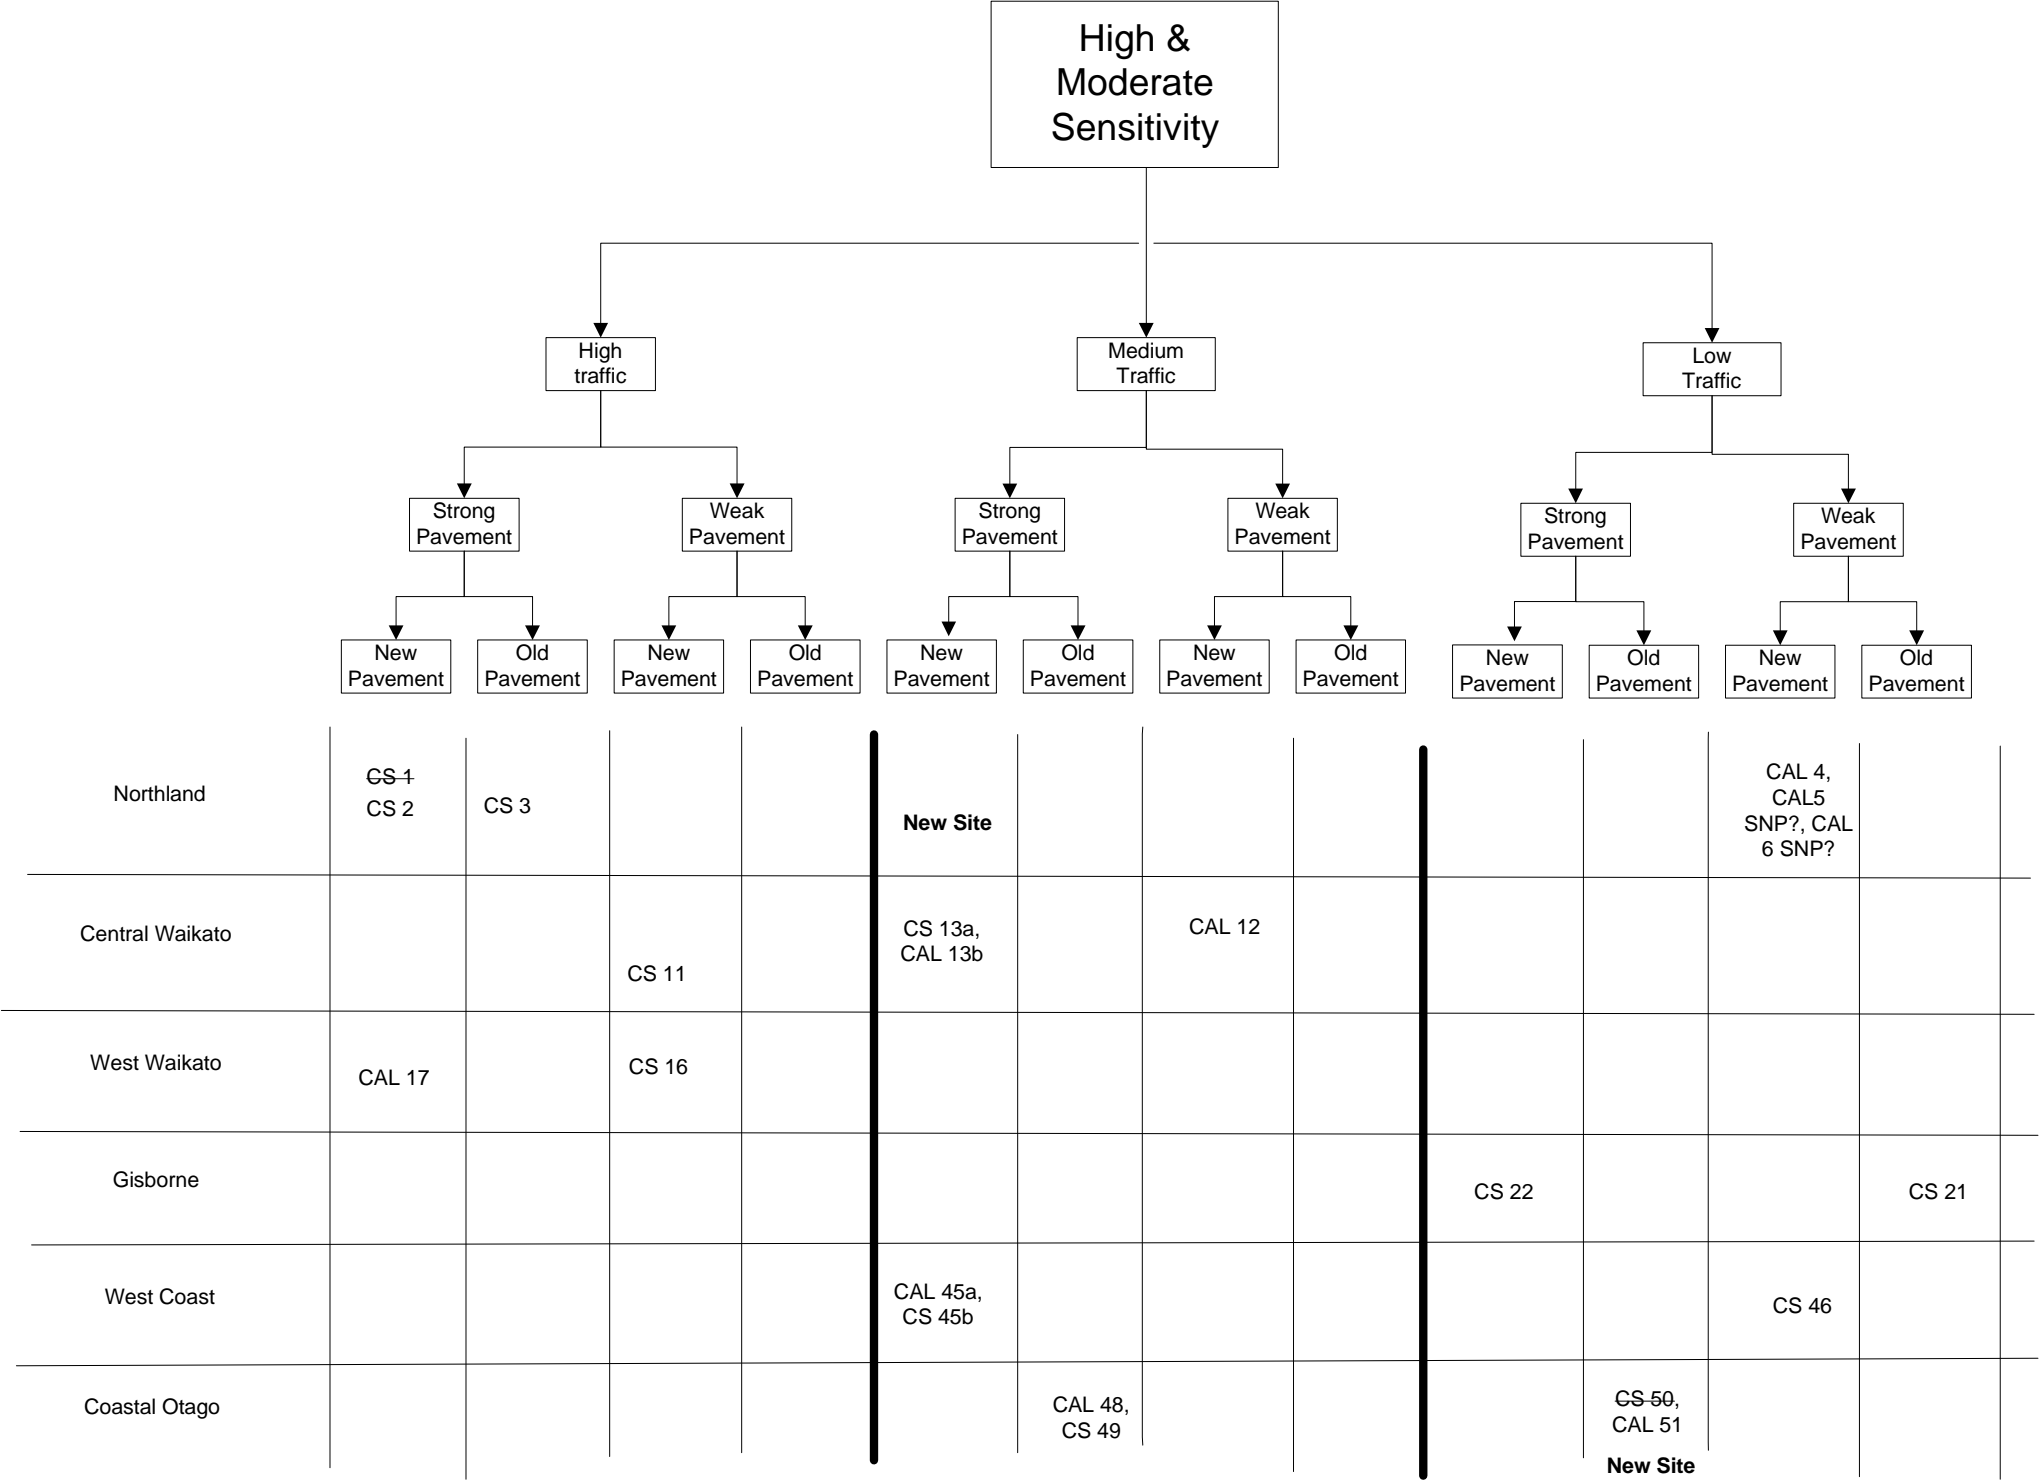 High &
Moderate
Sensitivity
High
traffic
Medium
Traffic
Low
Traffic
Strong
Pavement
Weak
Pavement
Strong
Pavement
Weak
Pavement
Strong
Pavement
Weak
Pavement
New
Pavement
Old
Pavement
New
Pavement
Old
Pavement
New
Pavement
Old
Pavement
New
Pavement
Old
Pavement
New
Pavement
Old
Pavement
New
Pavement
Old
Pavement
Northland
CS 1
CS 2
CS 3
New Site
CAL 4,
CAL5
SNP?, CAL
6 SNP?
Central Waikato
CS 11
CS 13a,
CAL 13b
CAL 12
West Waikato
CAL 17
CS 16
Gisborne
CS 22
CS 21
West Coast
CAL 45a,
CS 45b
CS 46
Coastal Otago
CAL 48,
CS 49
CS 50,
CAL 51
New Site